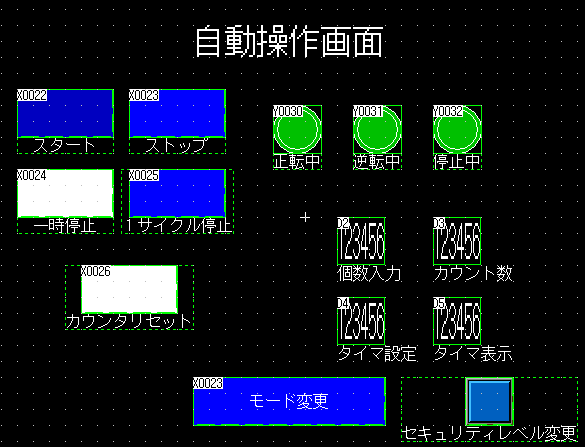 自動操作画面
X0022
スタート
X0023
ストップ
Y0030
正転中
Y0031
逆転中
Y0032
停止中
X0024
一時停止
X0025
1サイクル停止
D2
123456
個数入力
D3
123456
カウント数
X0026
カウンタリセット
D4
123456
タイマ設定
D5
123456
タイマ表示
X0023
モード変更
セキュリティレベル変更